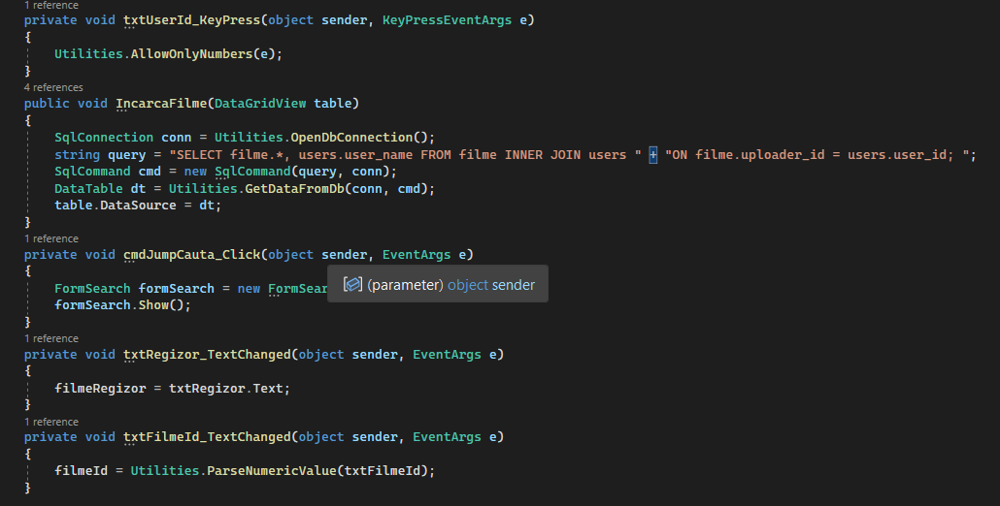 1 reference
private void txtUserId_KeyPress(object sender, KeyPressEventArgs e)
{
    Utilities.AllowOnlyNumbers(e);
}
4 references
public void IncarcaFilme(DataGridView table)
{
    SqlConnection conn = Utilities.OpenDbConnection();
    string query = "SELECT filme.*, users.user_name FROM filme INNER JOIN users " + "ON filme.uploader_id = users.user_id; ";
    SqlCommand cmd = new SqlCommand(query, conn);
    DataTable dt = Utilities.GetDataFromDb(conn, cmd);
    table.DataSource = dt;
}
1 reference
private void cmdJumpCauta_Click(object sender, EventArgs e)
{
    FormSearch formSearch = new FormSear
(parameter) object sender
    formSearch.Show();
}
1 reference
private void txtRegizor_TextChanged(object sender, EventArgs e)
{
    filmeRegizor = txtRegizor.Text;
}
1 reference
private void txtFilmeId_TextChanged(object sender, EventArgs e)
{
    filmeId = Utilities.ParseNumericValue(txtFilmeId);
}